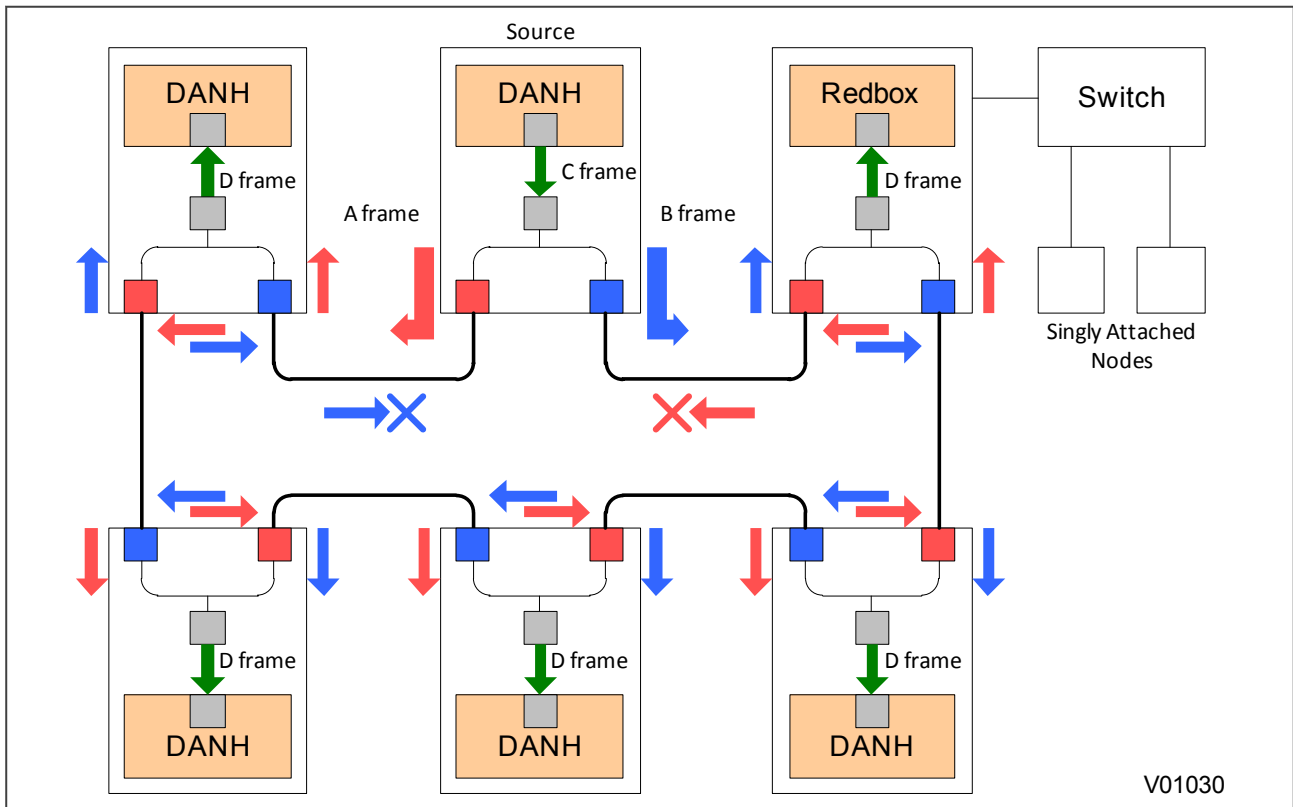 Source
DANH
DANH
Redbox
Switch
D frame
C frame
D frame
A frame
B frame
Singly Attached
Nodes
D frame
D frame
D frame
DANH
DANH
DANH
V01030